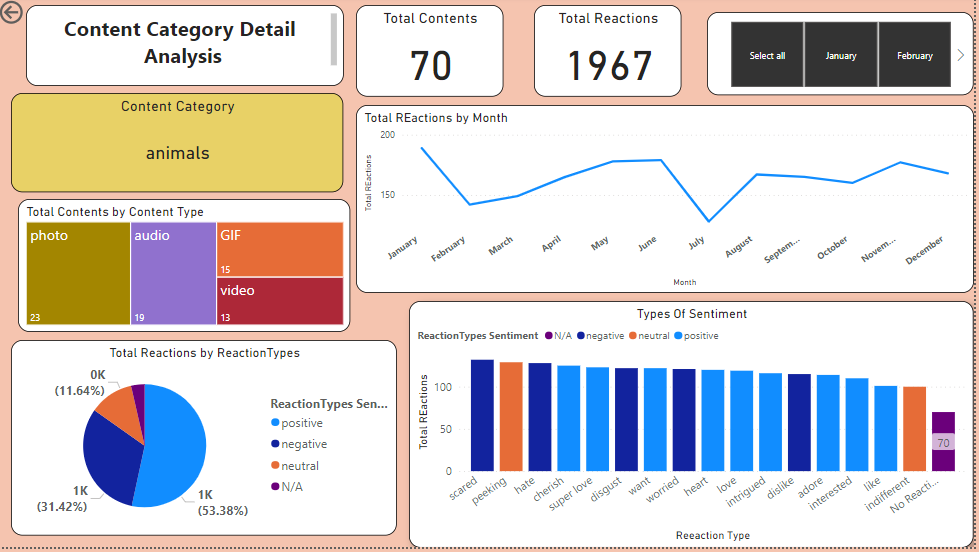 Content Category Detail
Analysis
Total Contents
70
Total Reactions
1967
Select all
January
February
Content Category
animals
Total REactions by Month
Total REactions
200
150
January
February
March
April
May
June
July
August
Septem...
October
Novem...
December
Month
Total Contents by Content Type
photo
23
audio
19
GIF
15
video
13
Total Reactions by ReactionTypes
0K
(11.64%)
1K
(31.42%)
1K
(53.38%)
ReactionTypes Sen...
positive
negative
neutral
N/A
Types Of Sentiment
ReactionTypes Sentiment N/A negative neutral positive
Total REactions
100
50
0
70
scared
peeking
hate
cherish
super love
disgust
want
worried
heart
love
intrigued
dislike
adore
interested
like
indifferent
No Reacti...
Reeaction Type